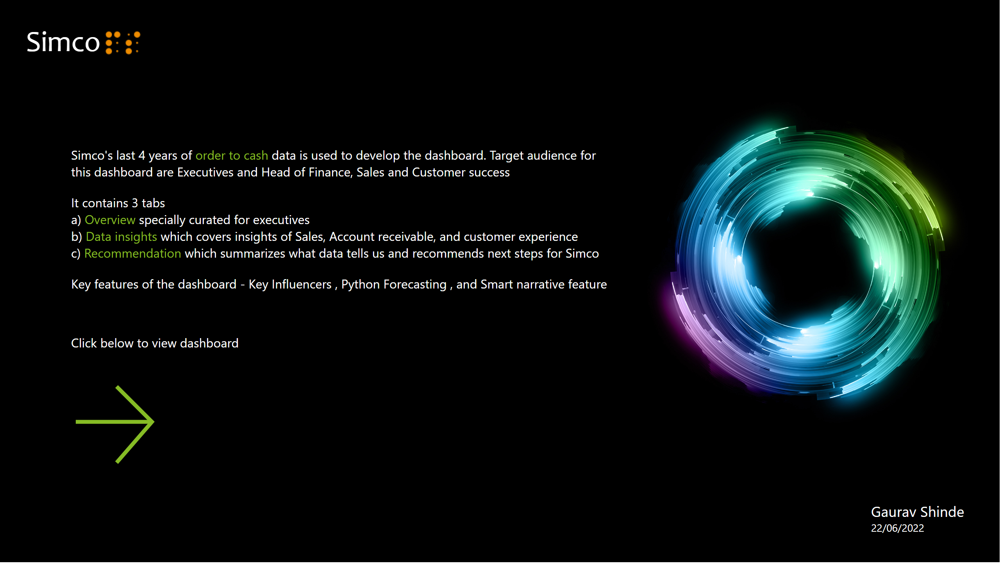 Simco
Simco's last 4 years of order to cash data is used to develop the dashboard. Target audience for
this dashboard are Executives and Head of Finance, Sales and Customer success
It contains 3 tabs
a) Overview specially curated for executives
b) Data insights which covers insights of Sales, Account receivable, and customer experience
c) Recommendation which summarizes what data tells us and recommends next steps for Simco
Key features of the dashboard - Key Influencers , Python Forecasting , and Smart narrative feature
Click below to view dashboard
Gaurav Shinde
22/06/2022